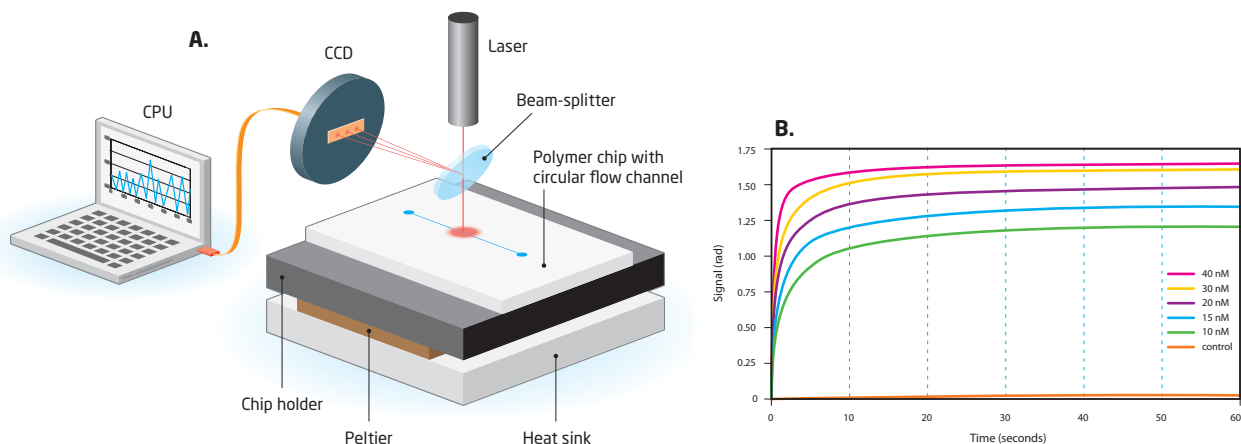 A.
CCD
Laser
CPU
Beam-splitter
Polymer chip with
circular flow channel
Chip holder
Peltier
Heat sink
B.
1.75
1.50
1.25
1.00
0.75
0.50
0.25
0
Signal (rad)
40 nM
30 nM
20 nM
15 nM
10 nM
control
0 10 20 30 40 50 60
Time (seconds)